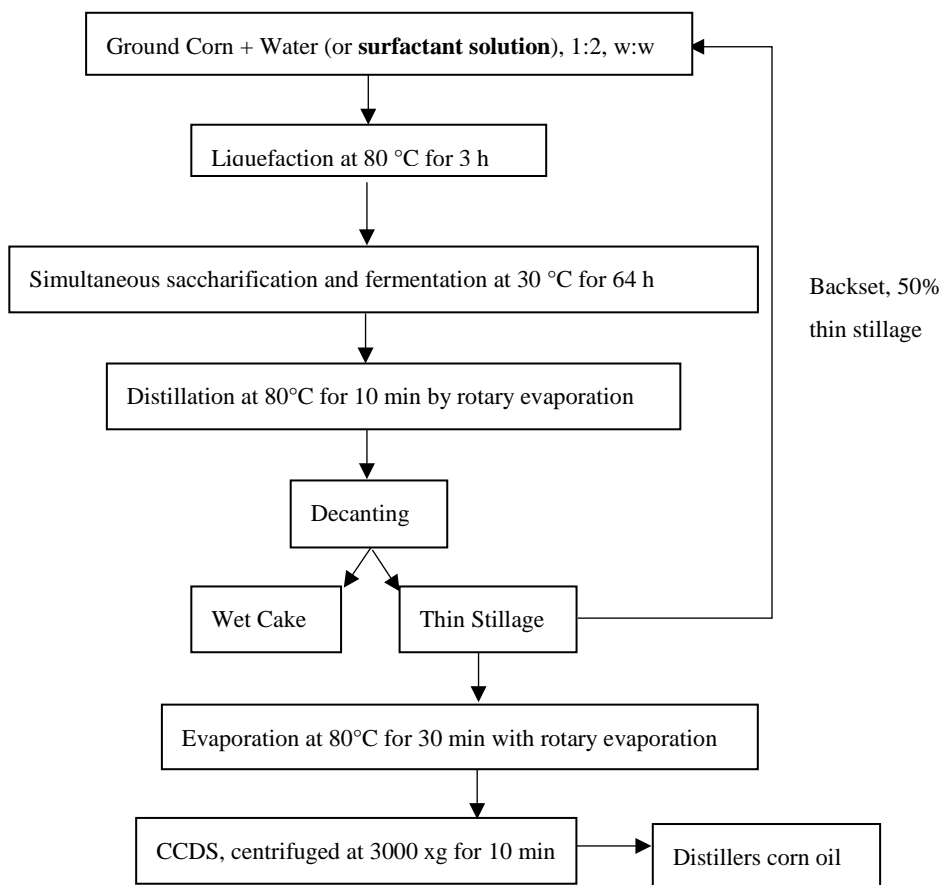 Ground Corn + Water (or surfactant solution), 1:2, w:w
Liquefaction at 80 °C for 3 h
Simultaneous saccharification and fermentation at 30 °C for 64 h
Backset, 50%
thin stillage
Distillation at 80°C for 10 min by rotary evaporation
Decanting
Wet Cake
Thin Stillage
Evaporation at 80°C for 30 min with rotary evaporation
CCDS, centrifuged at 3000 xg for 10 min
Distillers corn oil